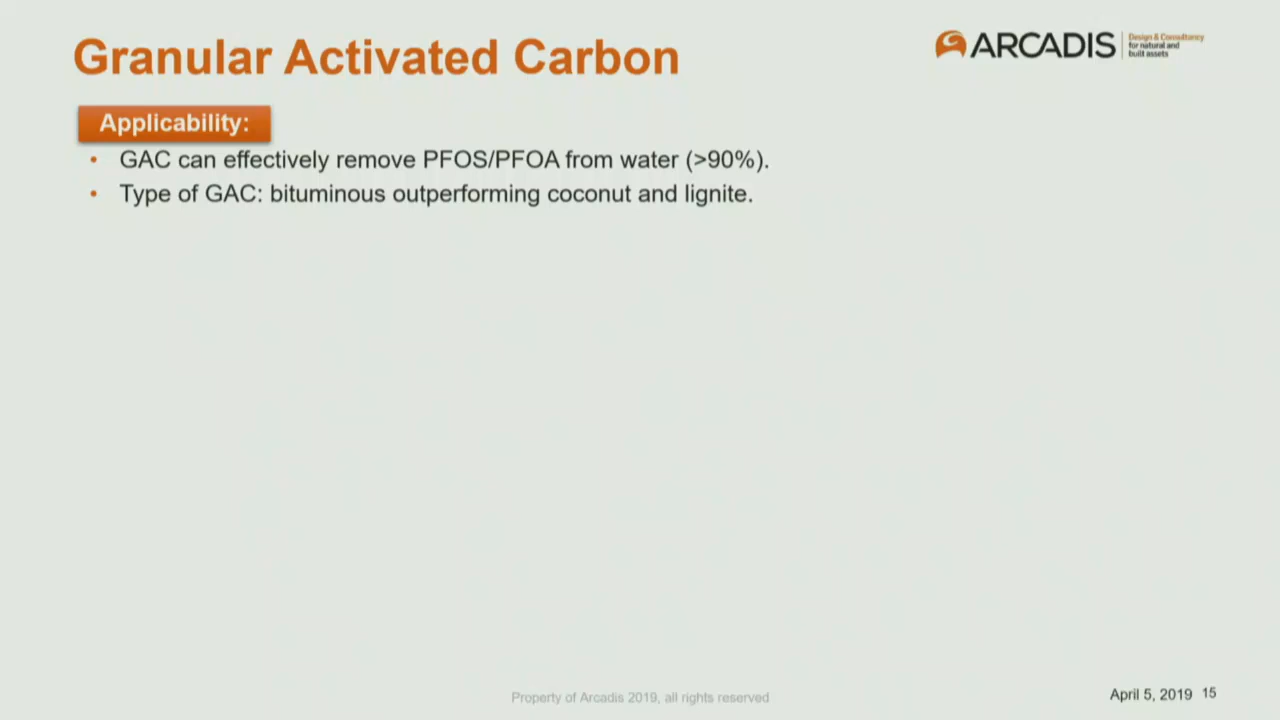 Granular Activated Carbon
ARCADIS
Design & Consultancy
for natural and
built assets
Applicability:
• GAC can effectively remove PFOS/PFOA from water (>90%).
• Type of GAC: bituminous outperforming coconut and lignite.
Property of Arcadis 2019, all rights reserved
April 5, 2019 15